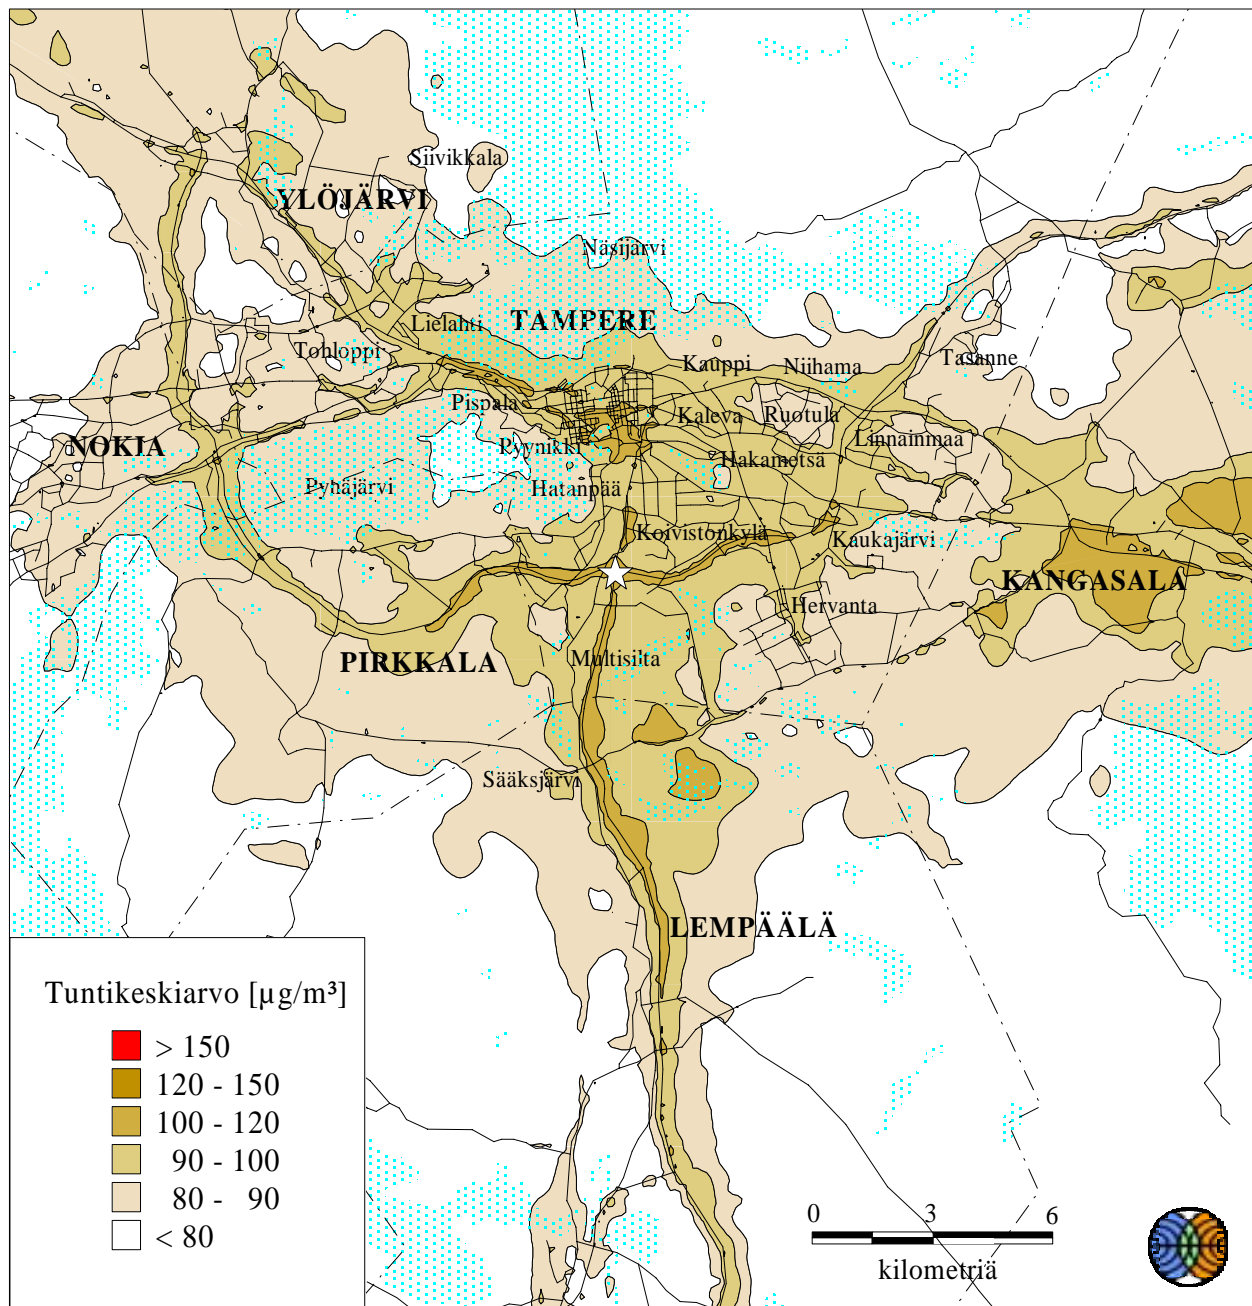 Siivikkala
YLÖJÄRVI
Näsijärvi
Lielahti
TAMPERE
Tohloppi
Kauppi
Niihama
Tasanne
Pispala
Kaleva
Ruotula
NOKIA
Pyynikki
Linnainmaa
Hakametsä
Pyhäjärvi
Hatanpää
Koivistonkylä
Kaukajärvi
KANGASALA
Hervanta
PIRKKALA
Multisilta
Sääksjärvi
LEMPÄÄLÄ
Tuntikeskiarvo [µg/m³]
> 150
120 - 150
100 - 120
90 - 100
80 - 90
< 80
0 3 6
kilometriä